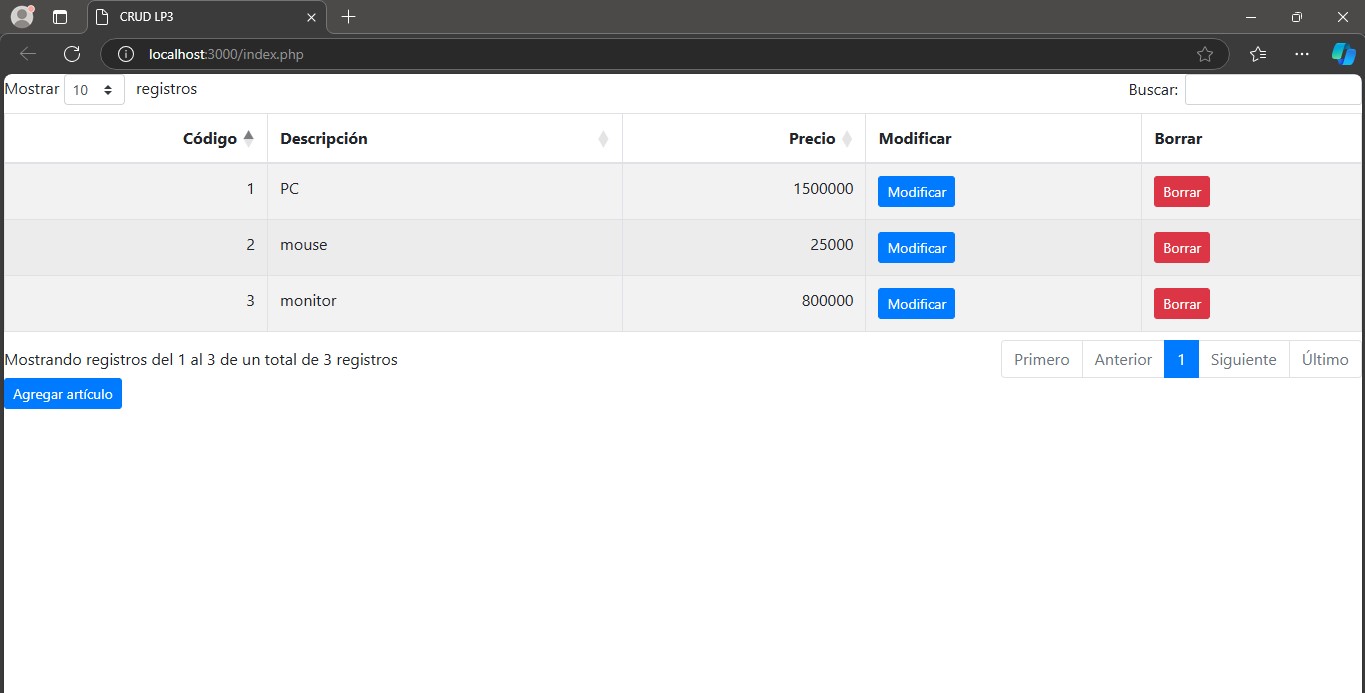 CRUD LP3
localhost:3000/index.php
Mostrar 10 registros Buscar:
Código Descripción Precio Modificar Borrar
1 PC 1500000 Modificar Borrar
2 mouse 25000 Modificar Borrar
3 monitor 800000 Modificar Borrar
Mostrando registros del 1 al 3 de un total de 3 registros Primero Anterior 1 Siguiente Último
Agregar artículo